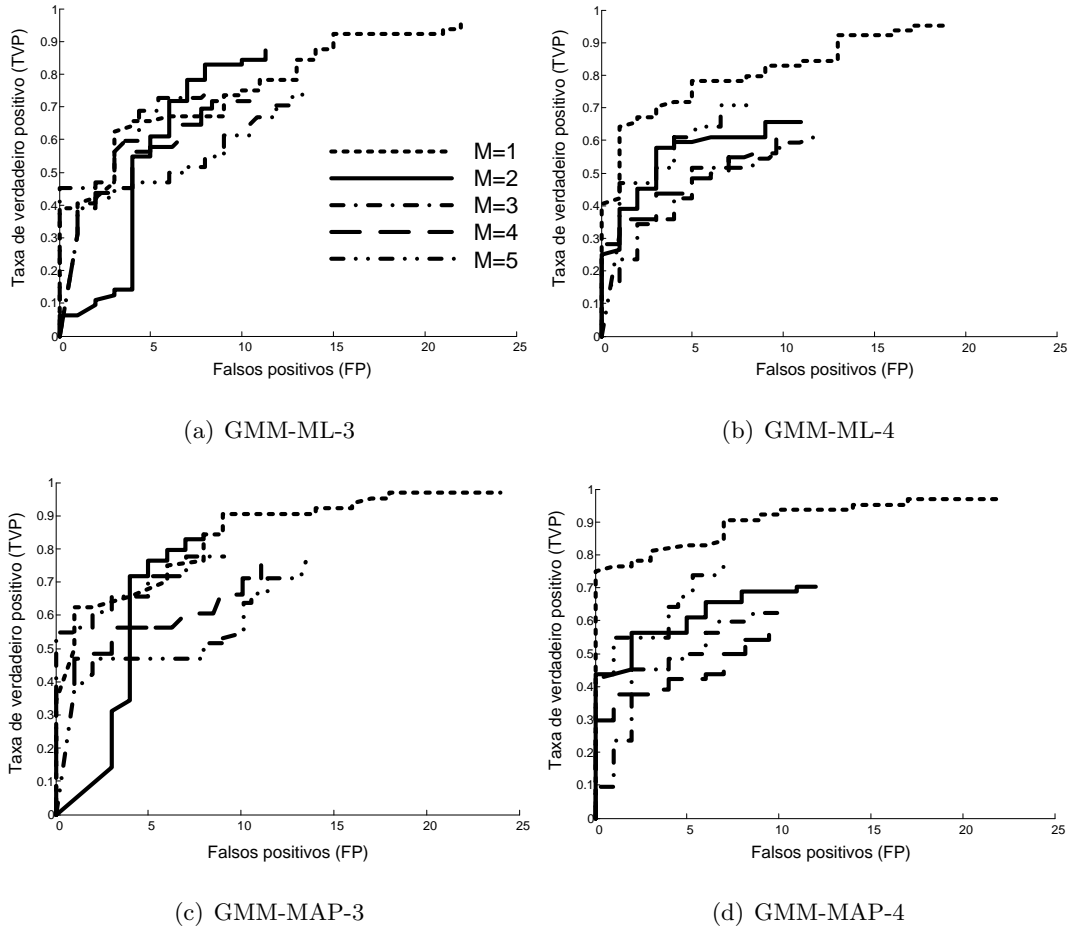 1
0.9
0.8
0.7
0.6
0.5
0.4
0.3
0.2
0.1
0
0 5 10 15 20 25
Taxa de verdadeiro positivo (TVP)
Falsos positivos (FP)
M=1
M=2
M=3
M=4
M=5
(a) GMM-ML-3
1
0.9
0.8
0.7
0.6
0.5
0.4
0.3
0.2
0.1
0
0 5 10 15 20 25
Taxa de verdadeiro positivo (TVP)
Falsos positivos (FP)
(b) GMM-ML-4
1
0.9
0.8
0.7
0.6
0.5
0.4
0.3
0.2
0.1
0
0 5 10 15 20 25
Taxa de verdadeiro positivo (TVP)
Falsos positivos (FP)
(c) GMM-MAP-3
1
0.9
0.8
0.7
0.6
0.5
0.4
0.3
0.2
0.1
0
0 5 10 15 20 25
Taxa de verdadeiro positivo (TVP)
Falsos positivos (FP)
(d) GMM-MAP-4